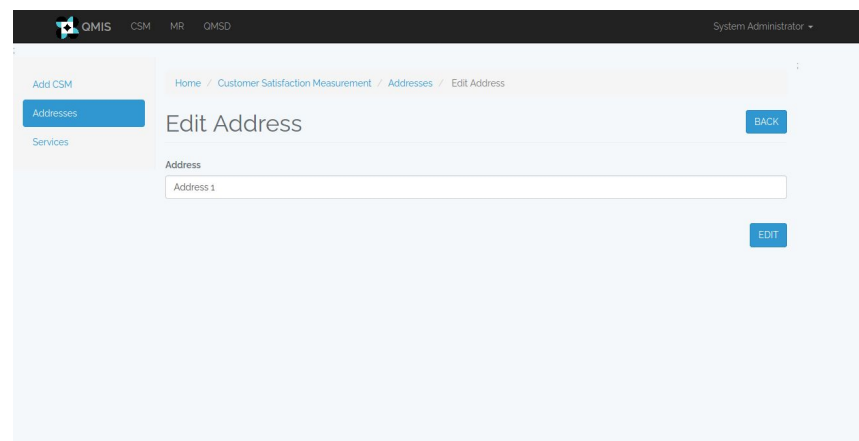 QMIS CSM MR QMSD System Administrator
;
;
Add CSM
Addresses
Services
Home / Customer Satisfaction Measurement / Addresses / Edit Address
Edit Address
BACK
Address
Address 1
EDIT